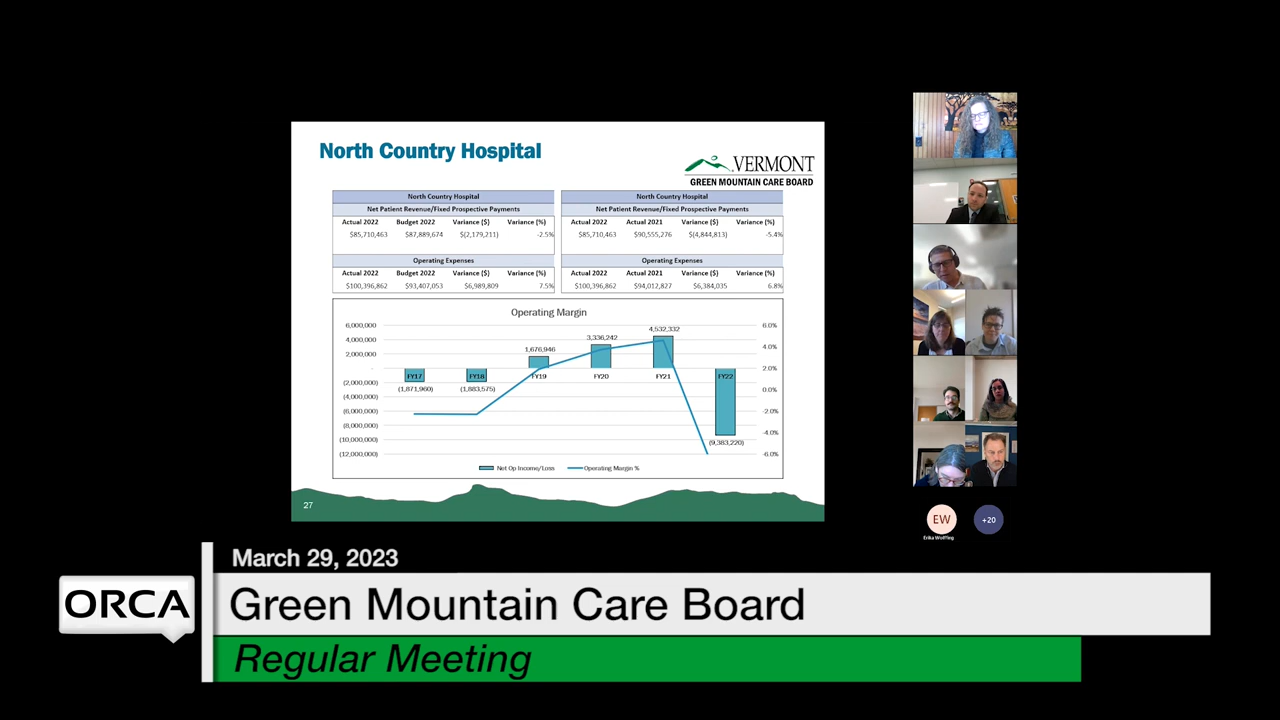 North Country Hospital
VERMONT
GREEN MOUNTAIN CARE BOARD
North Country Hospital
Net Patient Revenue/Fixed Prospective Payments
Actual 2022 Budget 2022 Variance ($) Variance (%)
$85,710,463 $87,889,674 $(2,179,211) -2.5%
Operating Expenses
Actual 2022 Budget 2022 Variance ($) Variance (%)
$100,396,862 $93,407,053 $6,989,809 7.5%
North Country Hospital
Net Patient Revenue/Fixed Prospective Payments
Actual 2022 Actual 2021 Variance ($) Variance (%)
$85,710,463 $90,555,276 $(4,844,813) -5.4%
Operating Expenses
Actual 2022 Actual 2021 Variance ($) Variance (%)
$100,396,862 $94,012,827 $6,384,035 6.8%
Operating Margin
6,000,000
4,000,000
2,000,000
-
(2,000,000)
(4,000,000)
(6,000,000)
(8,000,000)
(10,000,000)
(12,000,000)
FY17 FY18 FY19 FY20 FY21 FY22
(1,871,960) (1,883,575) 1,676,946 3,336,242 4,532,332 (9,383,220)
6.0%
4.0%
2.0%
0.0%
-2.0%
-4.0%
-6.0%
Net Op Income/Loss Operating Margin %
27
EW
+20
Erika Wolffing
March 29, 2023
ORCA
Green Mountain Care Board
Regular Meeting